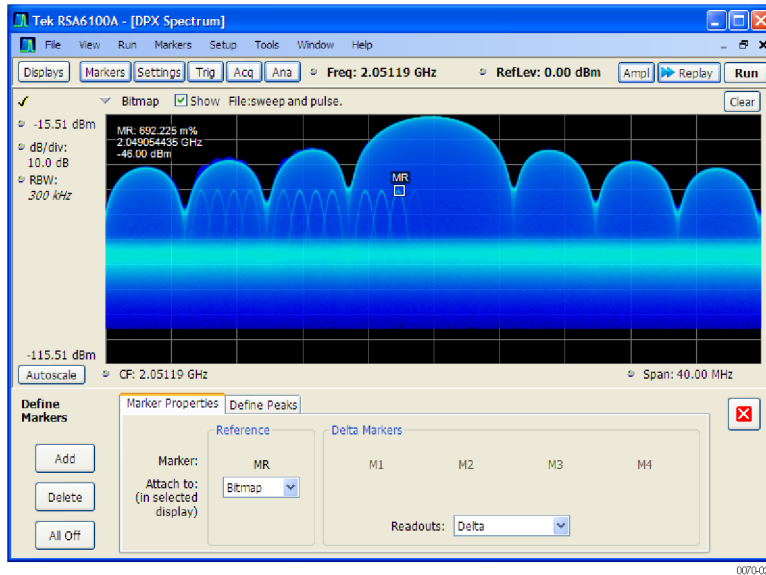 Tek RSA6100A - [DPX Spectrum]
File View Run Markers Setup Tools Window Help
Displays Markers Settings Trig Acq Ana Freq: 2.05119 GHz RefLev: 0.00 dBm Ampl Replay Run
Bitmap Show File:sweep and pulse. Clear
-15.51 dBm
dB/div:
10.0 dB
RBW:
300 kHz
MR: 692.225 m%
2.049054435 GHz
-46.00 dBm
MR
-115.51 dBm
Autoscale CF: 2.05119 GHz Span: 40.00 MHz
Define Markers
Marker Properties Define Peaks
Reference Delta Markers
Add
Delete
All Off
Marker: MR M1 M2 M3 M4
Attach to: Bitmap
(in selected
display)
Readouts: Delta